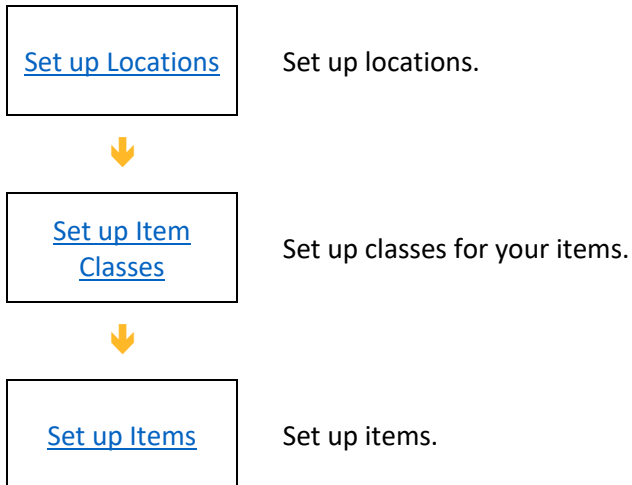 Set up Locations
Set up locations.
Set up Item
Classes
Set up classes for your items.
Set up Items
Set up items.